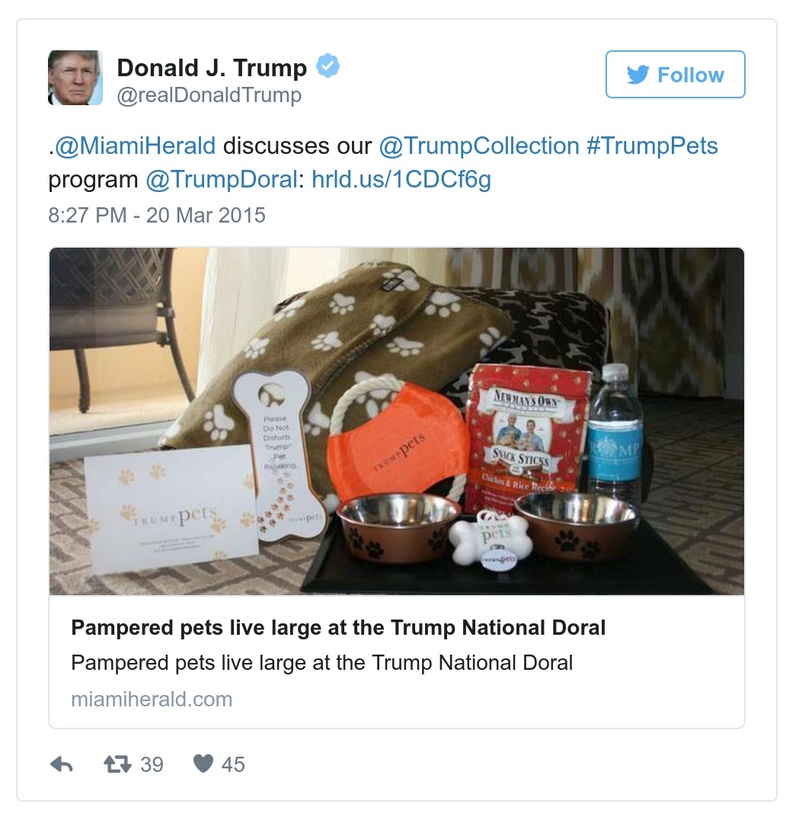 Donald J. Trump
@realDonaldTrump
Follow
.@MiamiHerald discusses our @TrumpCollection #TrumpPets
program @TrumpDoral: hrld.us/1CDCf6g
8:27 PM - 20 Mar 2015
TRUMP pets
Please
Do Not
Disturb.
Trump
Pet
Relaxing.
TRUMP pets
TRUMP pets
NEWMAN'S OWN
SNACK STICKS
Chicken & Rice Recipe
TRUMP
pets
Pampered pets live large at the Trump National Doral
Pampered pets live large at the Trump National Doral
miamiherald.com
39
45